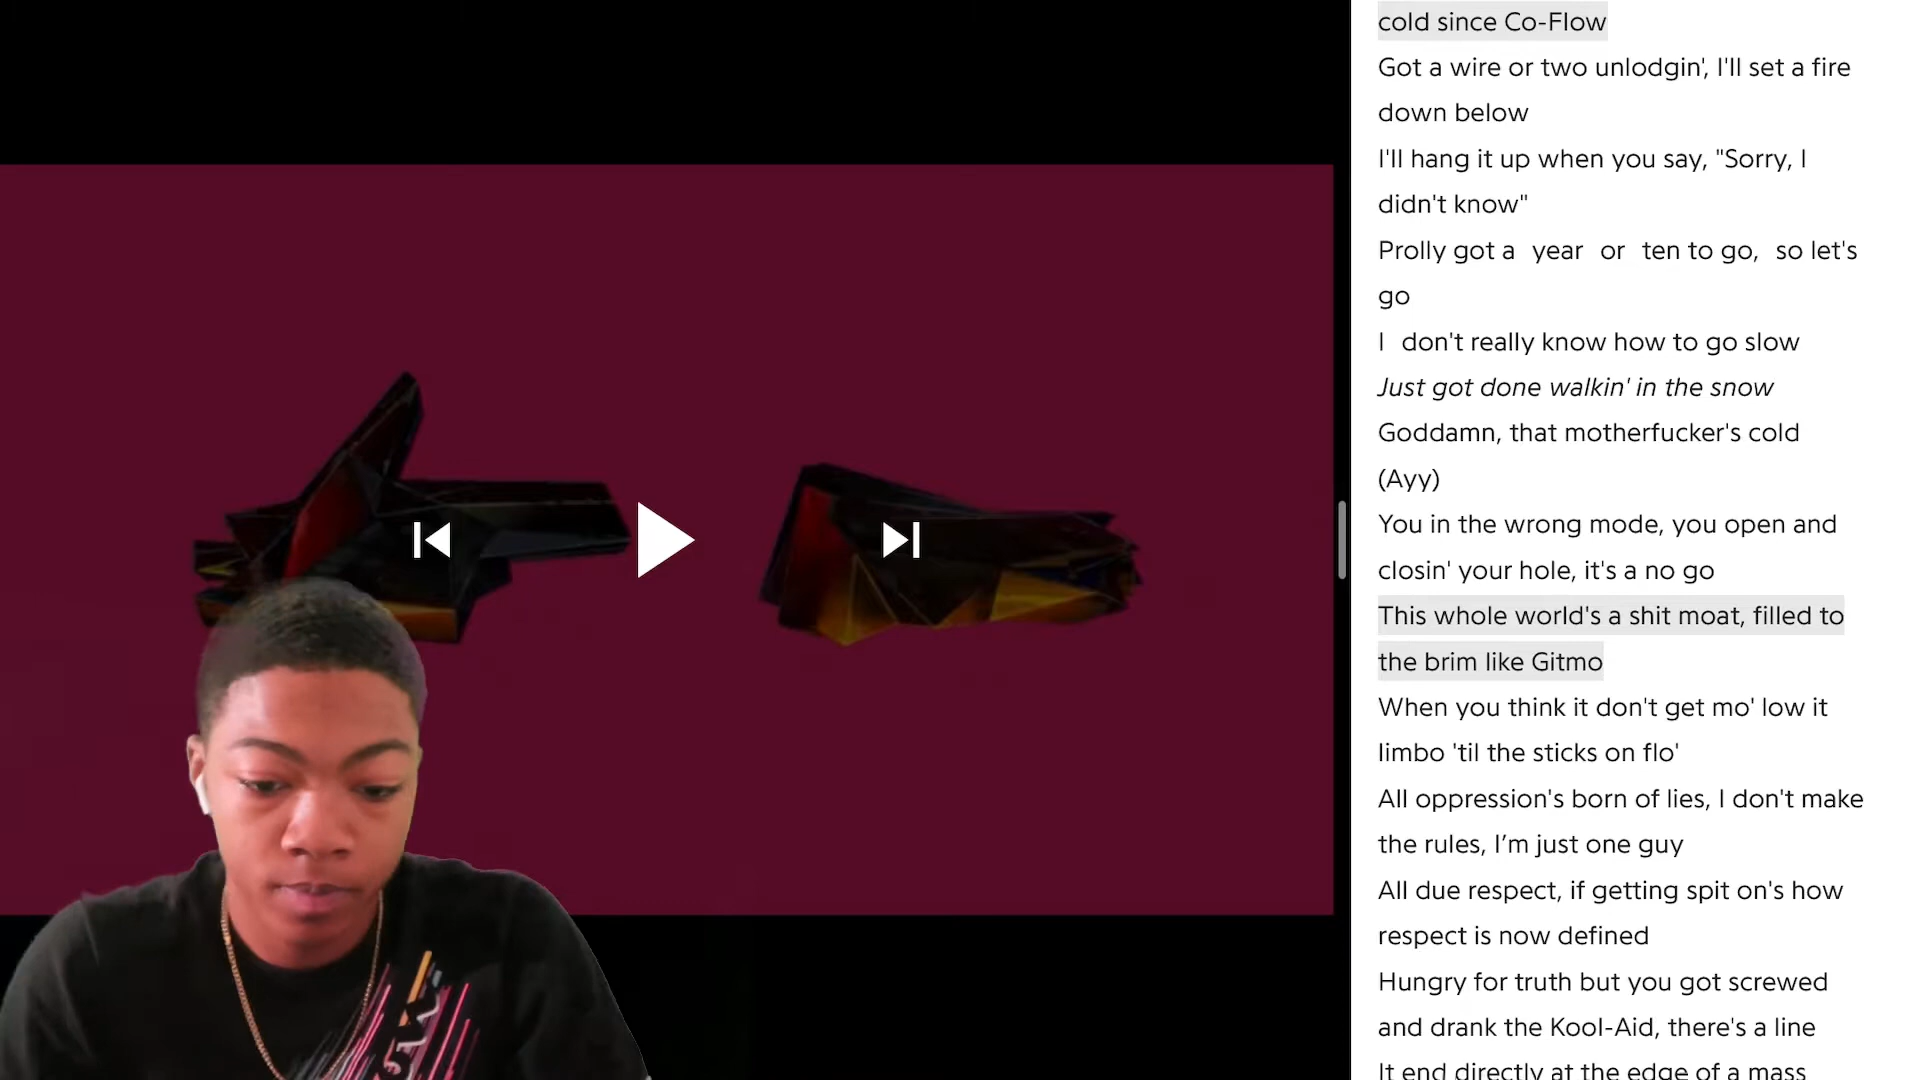 cold since Co-Flow
Got a wire or two unlodgin', I'll set a fire
down below
I'll hang it up when you say, "Sorry, I
didn't know"
Prolly got a year or ten to go, so let's
go
I don't really know how to go slow
Just got done walkin' in the snow
Goddamn, that motherfucker's cold
(Ayy)
You in the wrong mode, you open and
closin' your hole, it's a no go
This whole world's a shit moat, filled to
the brim like Gitmo
When you think it don't get mo' low it
limbo 'til the sticks on flo'
All oppression's born of lies, I don't make
the rules, I’m just one guy
All due respect, if getting spit on's how
respect is now defined
Hungry for truth but you got screwed
and drank the Kool-Aid, there's a line
It end directly at the edge of a mass